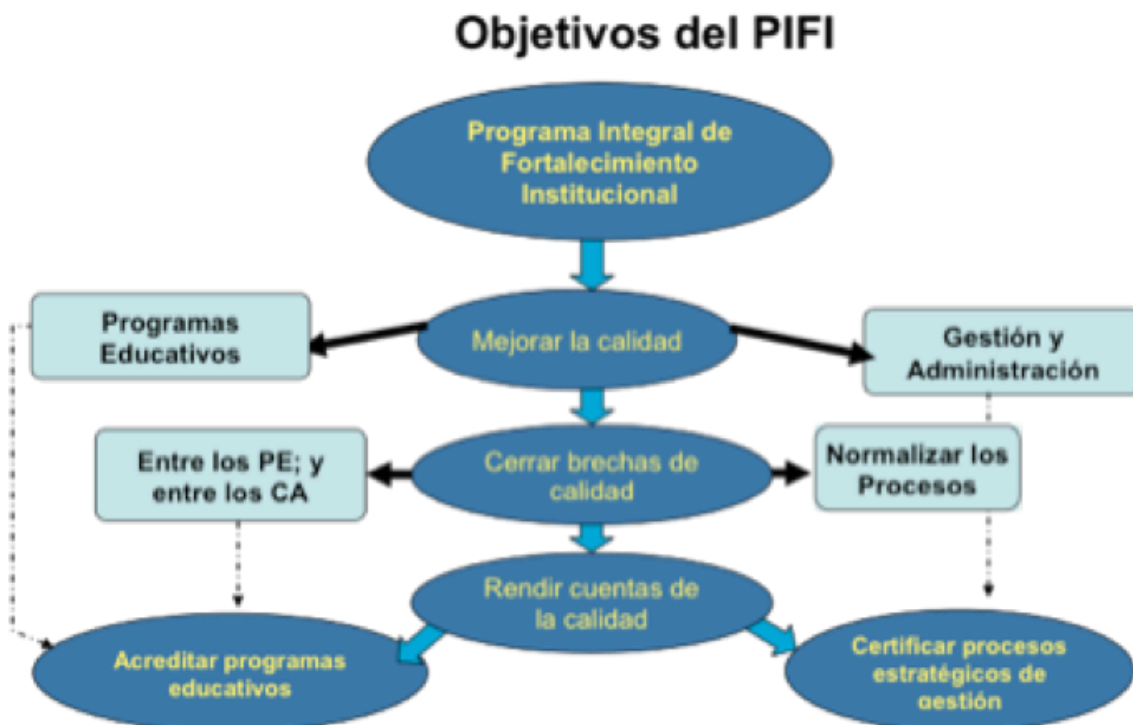 Objetivos del PIFI
Programa Integral de
Fortalecimiento
Institucional
Programas
Educativos
Mejorar la calidad
Gestión y
Administración
Entre los PE; y
entre los CA
Cerrar brechas de
calidad
Normalizar los
Procesos
Rendir cuentas de
la calidad
Acreditar programas
educativos
Certificar procesos
estratégicos de
gestión